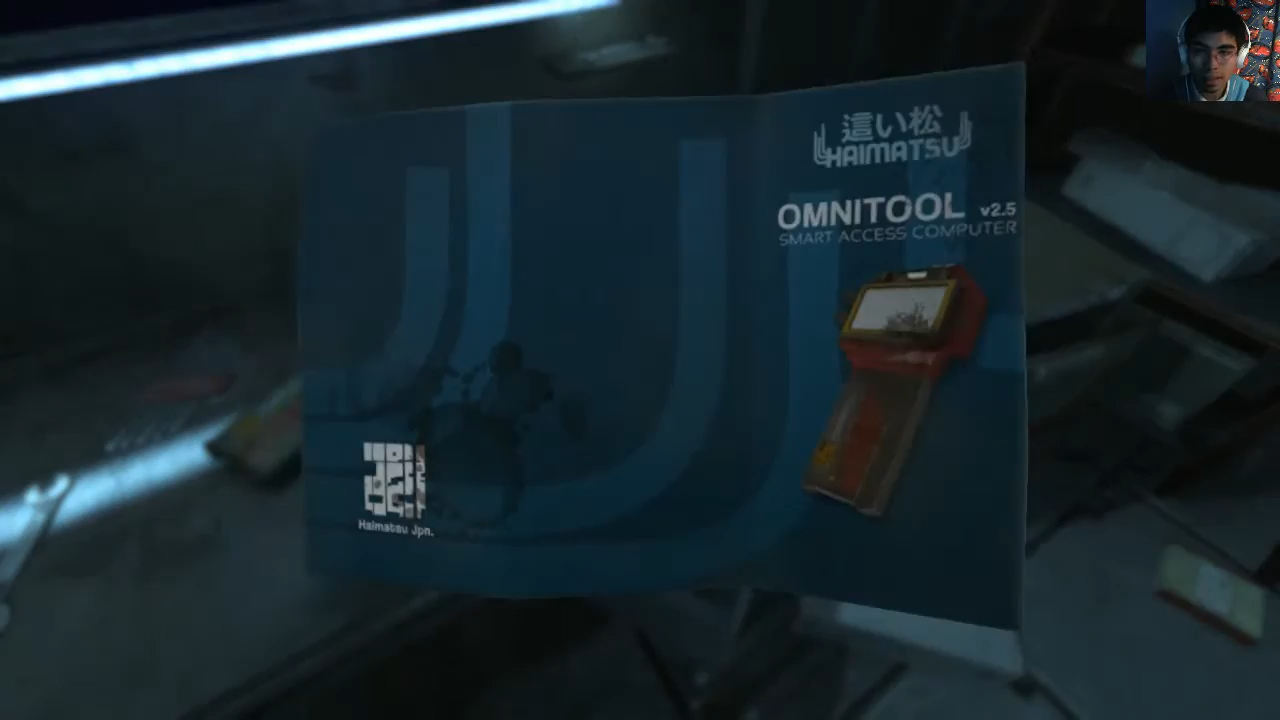 這い松
HAIMATSU
OMNITOOL v2.5
SMART ACCESS COMPUTER
Haimatsu Jpn.